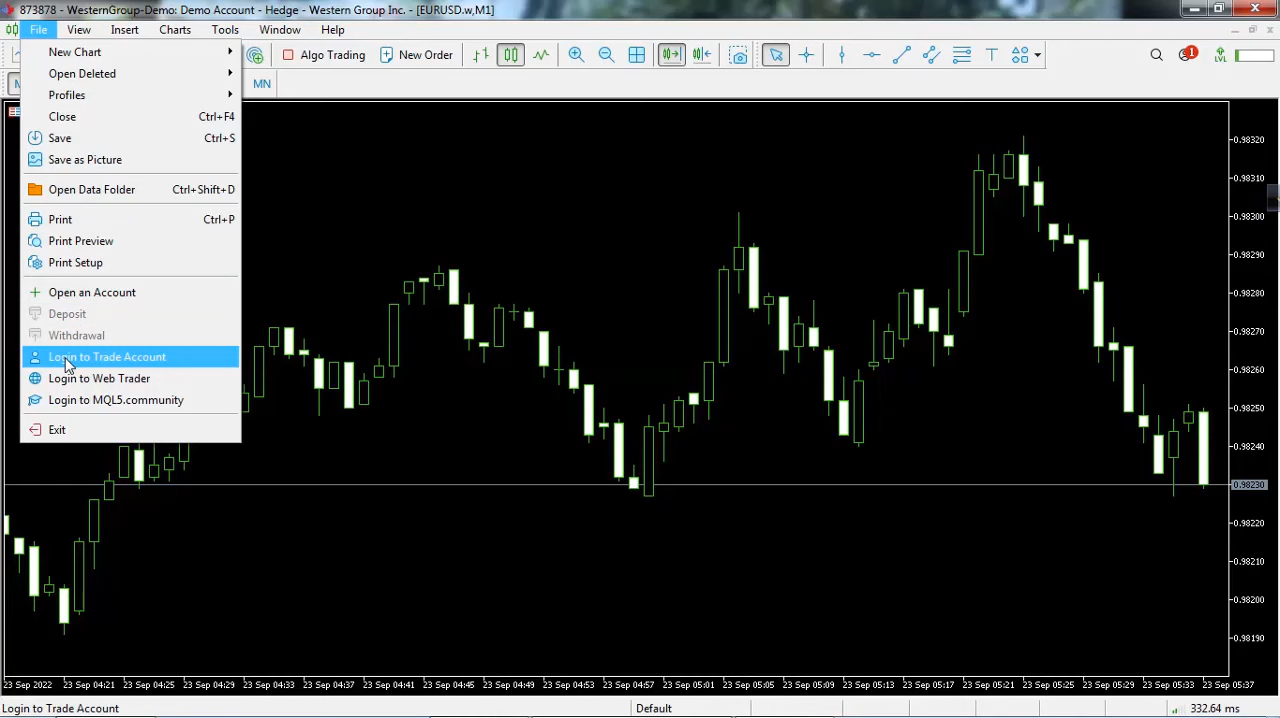 873878 - WesternGroup-Demo: Demo Account - Hedge - Western Group Inc. - [EURUSD.w,M1]
File View Insert Charts Tools Window Help
Algo Trading New Order 1 LVL
MN
New Chart
Open Deleted
Profiles
Close Ctrl+F4
Save Ctrl+S
Save as Picture
Open Data Folder Ctrl+Shift+D
Print Ctrl+P
Print Preview
Print Setup
Open an Account
Deposit
Withdrawal
Login to Trade Account
Login to Web Trader
Login to MQL5.community
Exit
0.98320
0.98310
0.98300
0.98290
0.98280
0.98270
0.98260
0.98250
0.98240
0.98230
0.98220
0.98210
0.98200
0.98190
23 Sep 2022 23 Sep 04:21 23 Sep 04:25 23 Sep 04:29 23 Sep 04:33 23 Sep 04:37 23 Sep 04:41 23 Sep 04:45 23 Sep 04:49 23 Sep 04:53 23 Sep 04:57 23 Sep 05:01 23 Sep 05:05 23 Sep 05:09 23 Sep 05:13 23 Sep 05:17 23 Sep 05:21 23 Sep 05:25 23 Sep 05:29 23 Sep 05:33 23 Sep 05:37
Login to Trade Account Default 332.64 ms